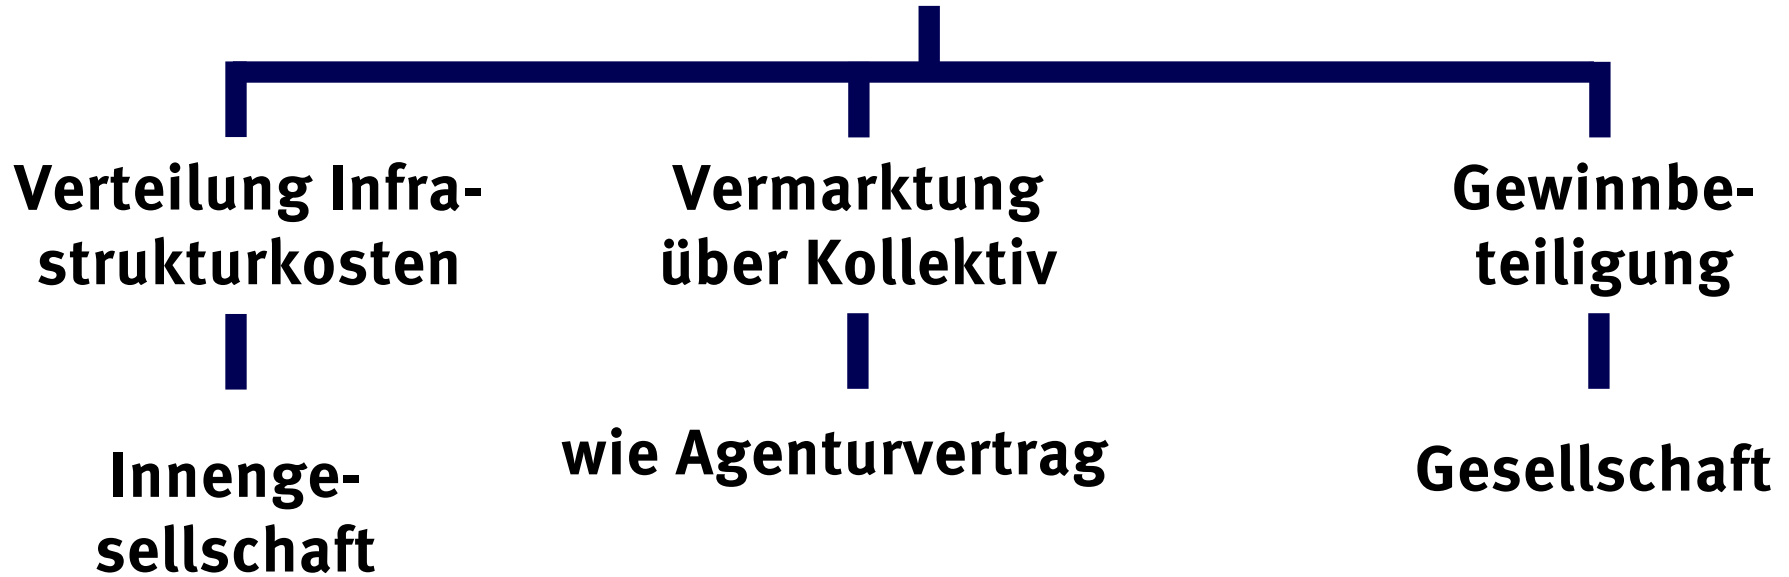 Verteilung Infra-
strukturkosten
Vermarktung
über Kollektiv
Gewinnbe-
teiligung
Innenge-
sellschaft
wie Agenturvertrag
Gesellschaft